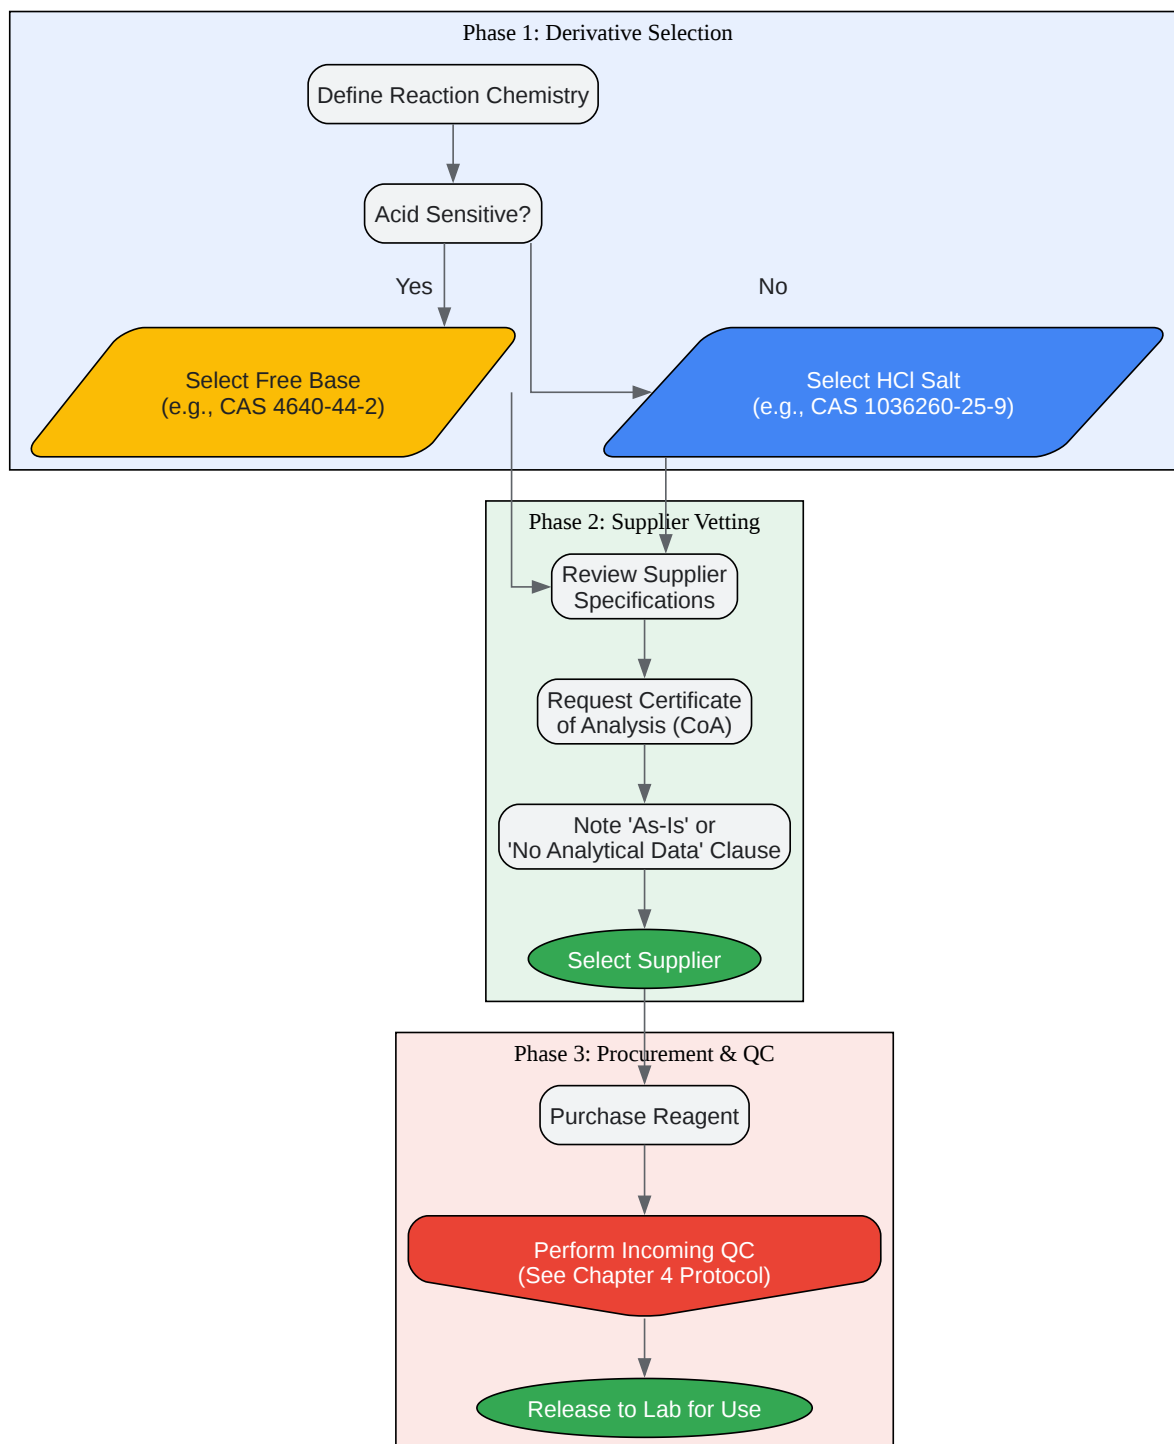 Phase 1: Derivative Selection
Define Reaction Chemistry
Acid Sensitive?
Yes
No
Select Free Base
(e.g., CAS 4640-44-2)
Select HCl Salt
(e.g., CAS 1036260-25-9)
Phase 2: Supplier Vetting
Review Supplier
Specifications
Request Certificate
of Analysis (CoA)
Note 'As-Is' or
'No Analytical Data' Clause
Select Supplier
Phase 3: Procurement & QC
Purchase Reagent
Perform Incoming QC
(See Chapter 4 Protocol)
Release to Lab for Use